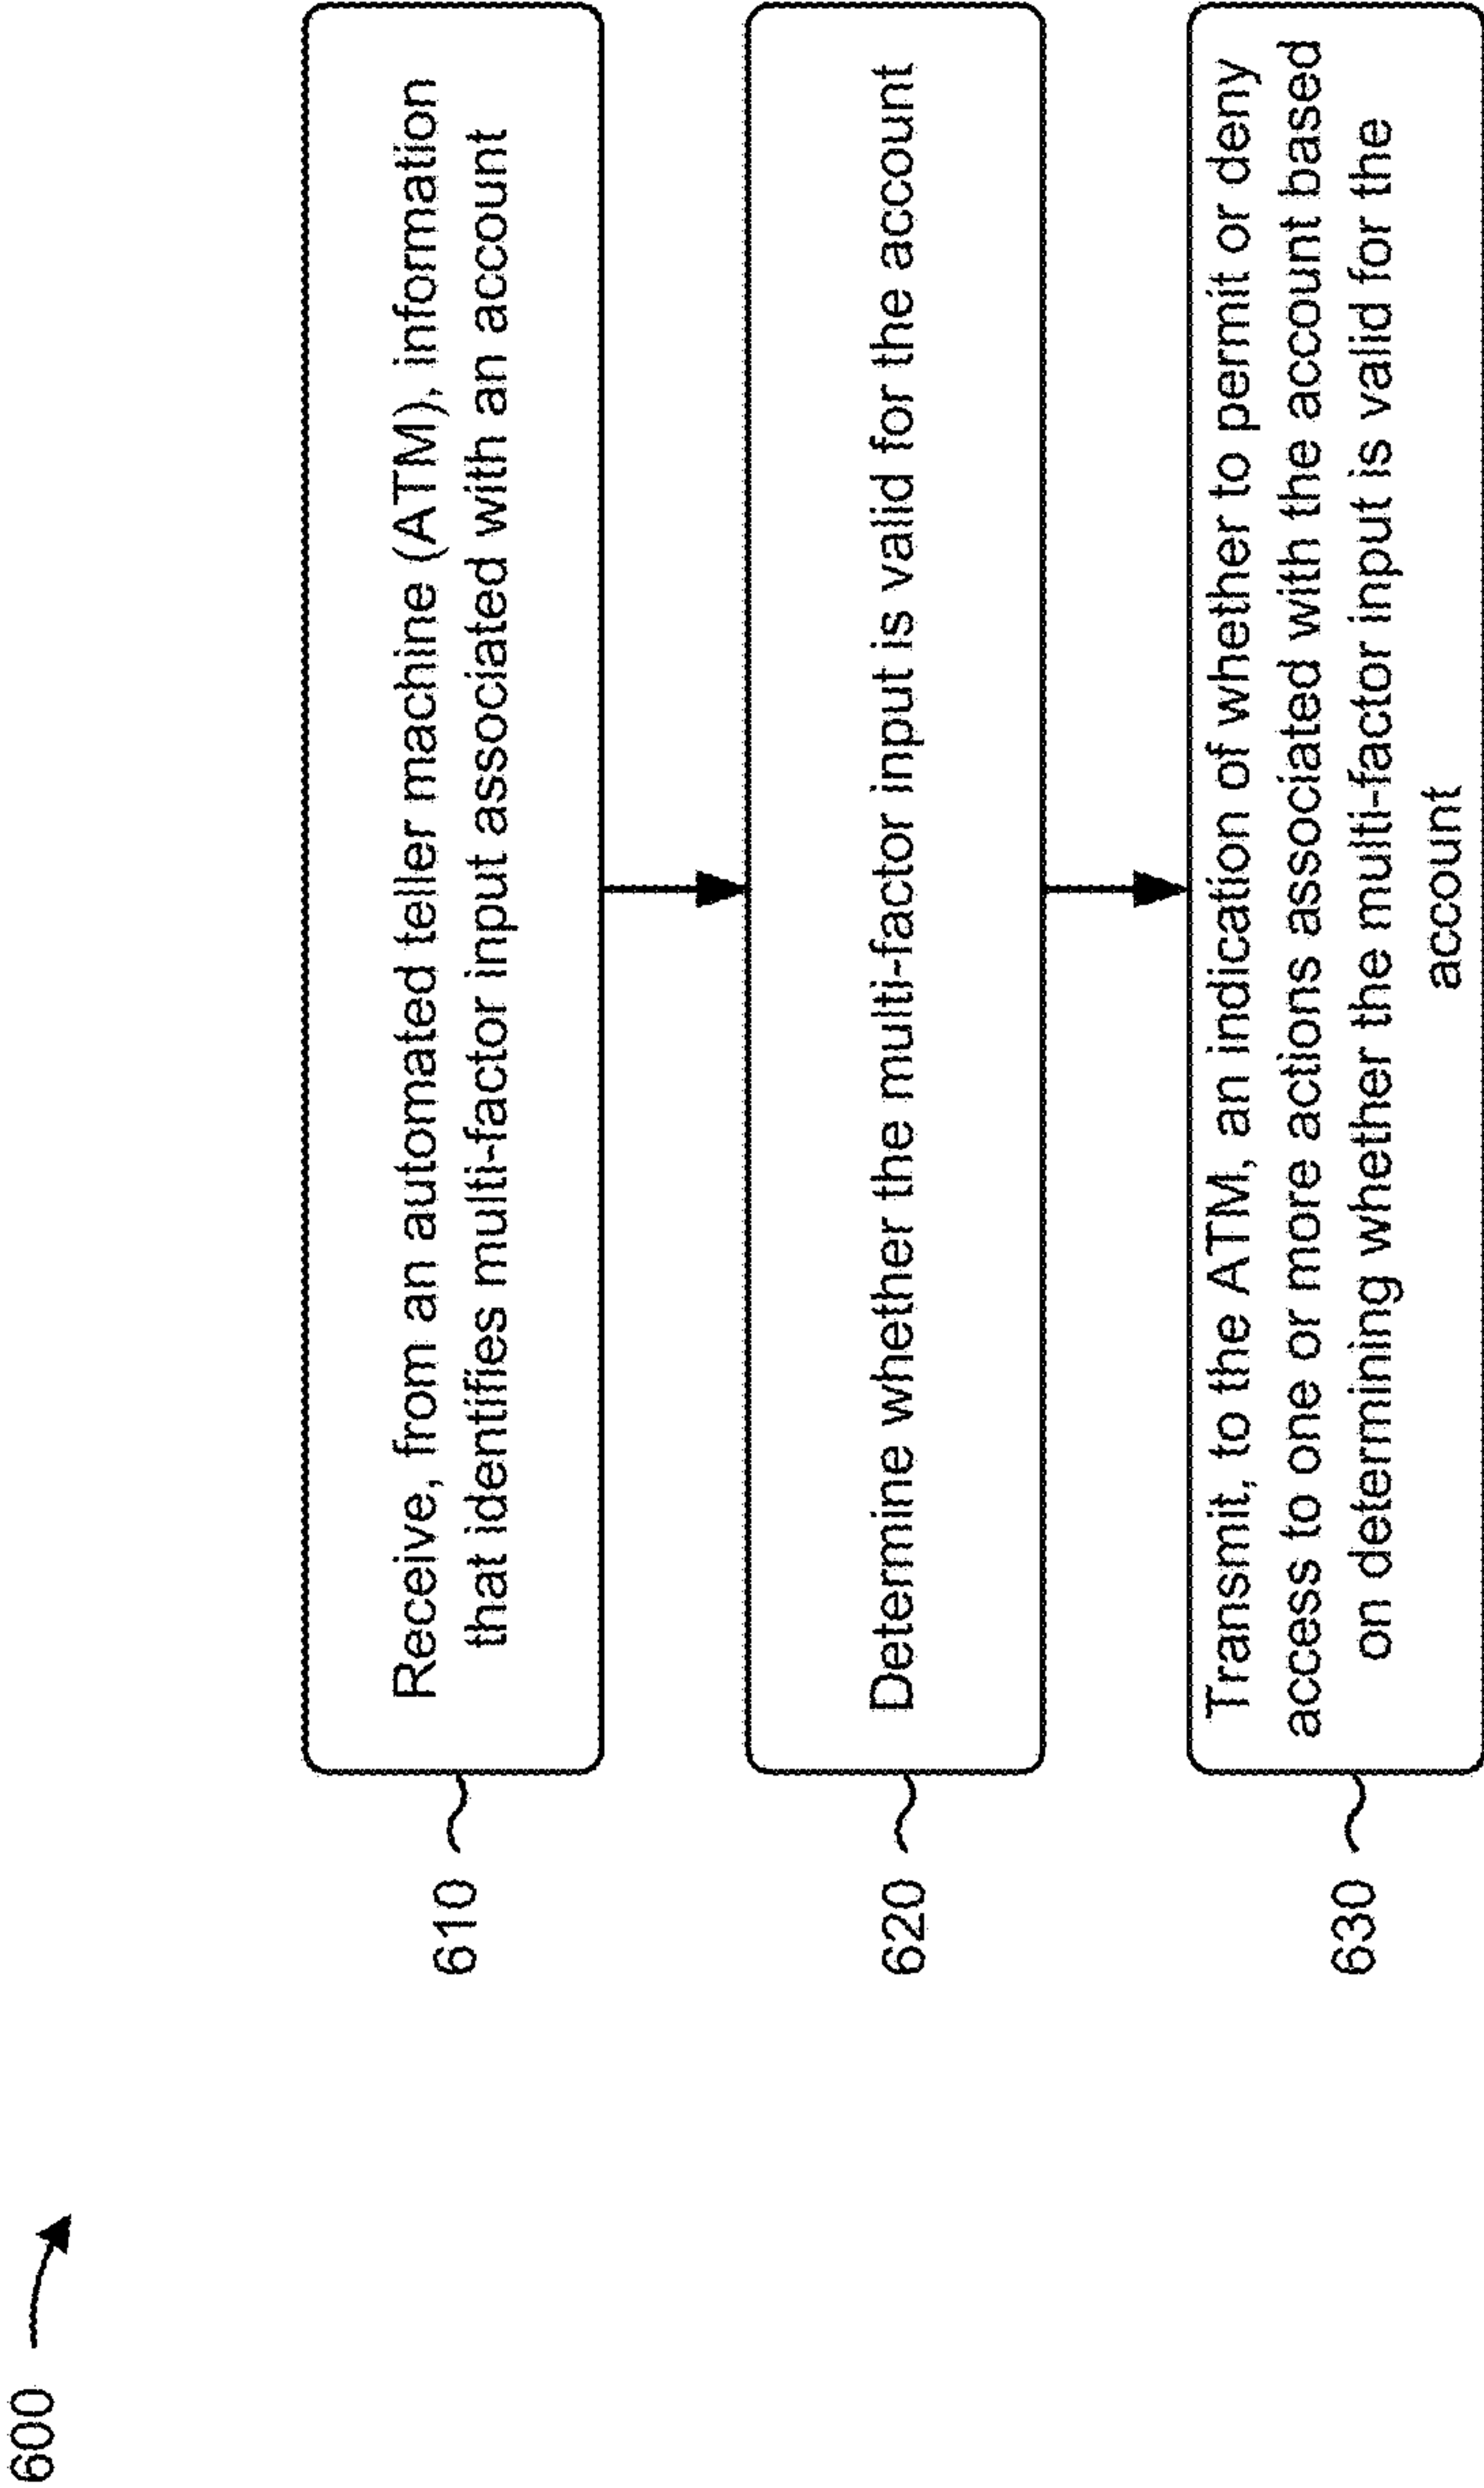 600
610
Receive, from an automated teller machine (ATM), information
that identifies multi-factor input associated with an account
620
Determine whether the multi-factor input is valid for the account
630
Transmit, to the ATM, an indication of whether to permit or deny
access to one or more actions associated with the account based
on determining whether the multi-factor input is valid for the
account